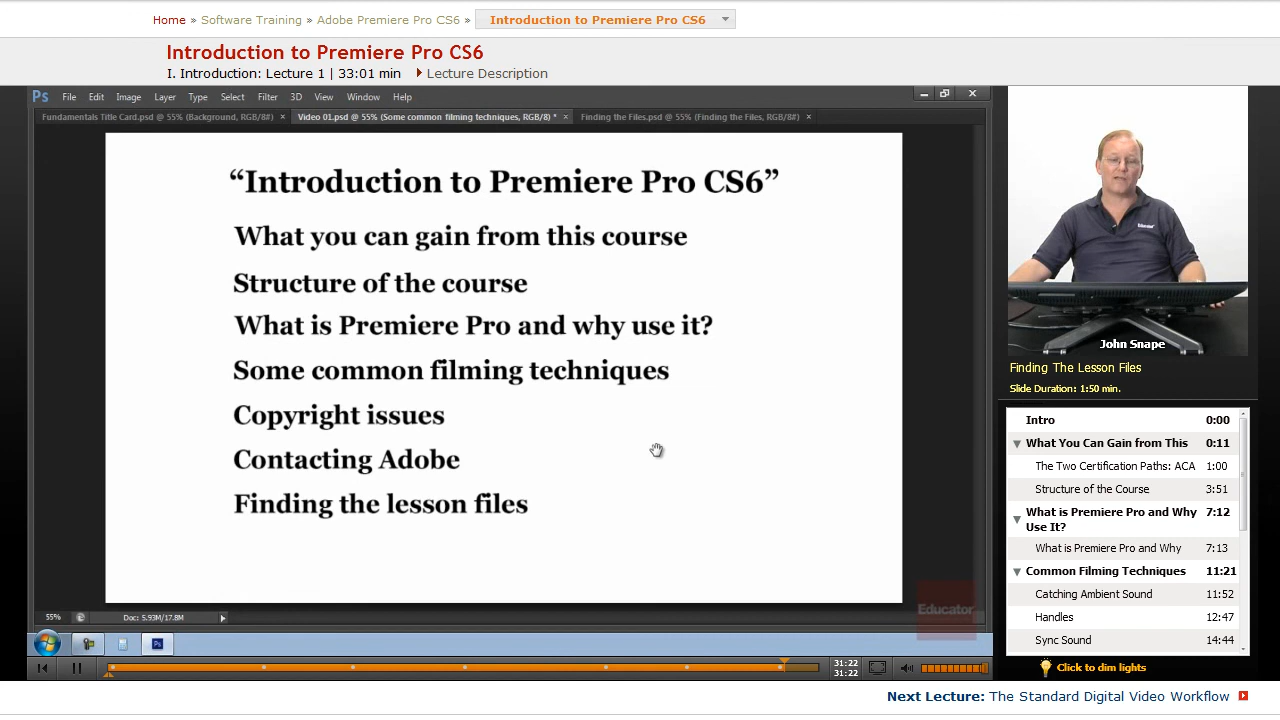 Home » Software Training » Adobe Premiere Pro CS6 » Introduction to Premiere Pro CS6
Introduction to Premiere Pro CS6
I. Introduction: Lecture 1 | 33:01 min Lecture Description
Ps File Edit Image Layer Type Select Filter 3D View Window Help
Fundamentals Title Card.psd @ 55% (Background, RGB/8#) × Video 01.psd @ 55% (Some common filming techniques, RGB/8) * × Finding the Files.psd @ 55% (Finding the Files, RGB/8#) ×
“Introduction to Premiere Pro CS6”
What you can gain from this course
Structure of the course
What is Premiere Pro and why use it?
Some common filming techniques
Copyright issues
Contacting Adobe
Finding the lesson files
Educator
55% Doc: 5.93M/17.8M
Ps
31:22
31:22
Educator
John Snape
Finding The Lesson Files
Slide Duration: 1:50 min.
Intro 0:00
What You Can Gain from This 0:11
The Two Certification Paths: ACA 1:00
Structure of the Course 3:51
What is Premiere Pro and Why 7:12
Use It?
What is Premiere Pro and Why 7:13
Common Filming Techniques 11:21
Catching Ambient Sound 11:52
Handles 12:47
Sync Sound 14:44
Click to dim lights
Next Lecture: The Standard Digital Video Workflow